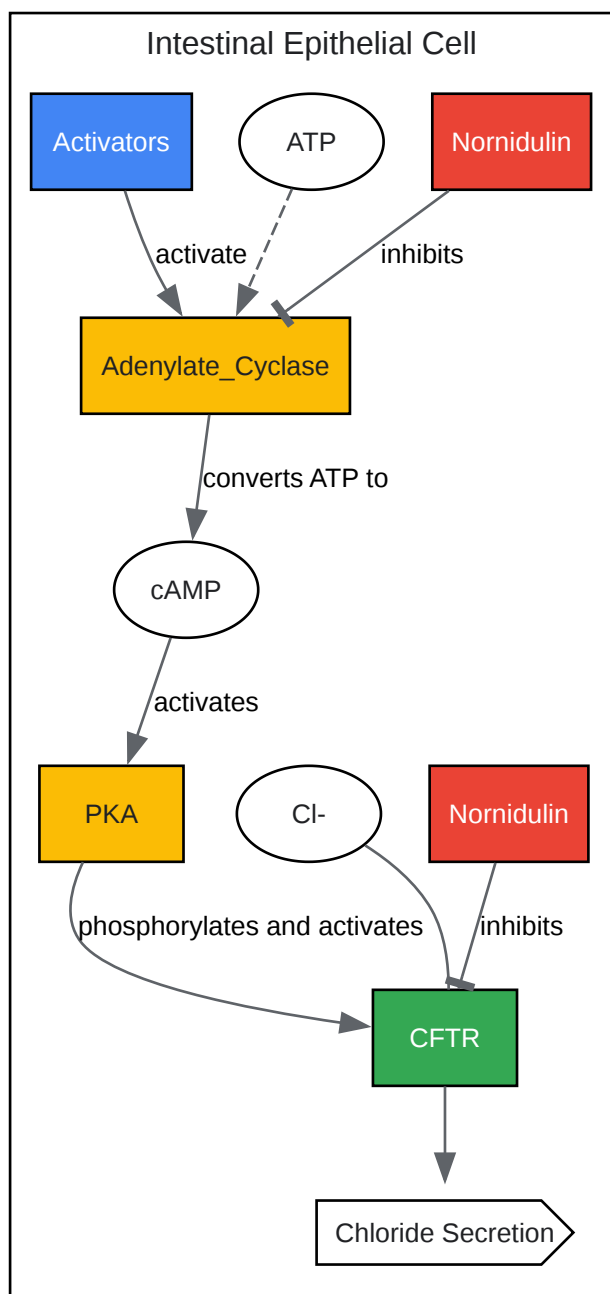 Intestinal Epithelial Cell
Activators
ATP
Nornidulin
activate
inhibits
Adenylate_Cyclase
converts ATP to
cAMP
activates
PKA
Cl-
Nornidulin
phosphorylates and activates
inhibits
CFTR
Chloride Secretion